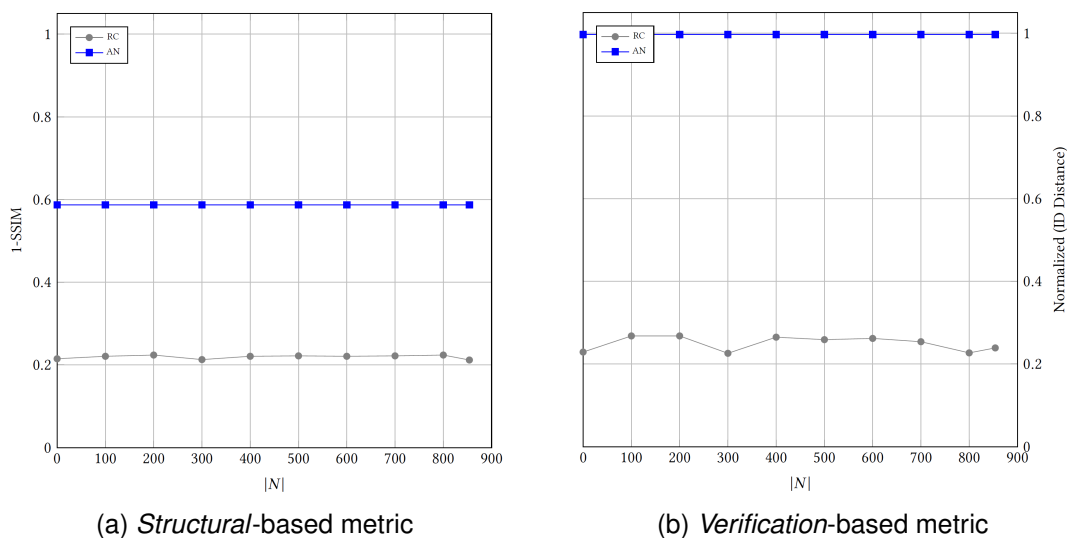 1
0.8
0.6
0.4
0.2
0
1-SSIM
RC
AN
0 100 200 300 400 500 600 700 800 900
|N|
(a) Structural-based metric
RC
AN
1
0.8
0.6
0.4
0.2
0
Normalized (ID Distance)
0 100 200 300 400 500 600 700 800 900
|N|
(b) Verification-based metric